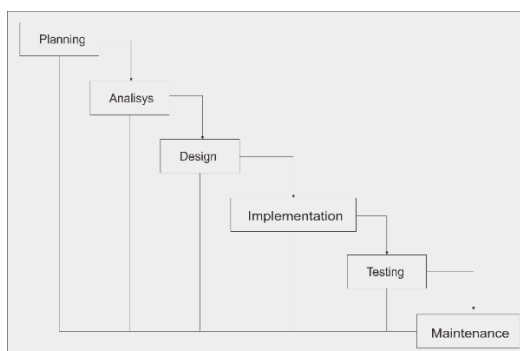 Planning
Analisys
Design
Implementation
Testing
Maintenance